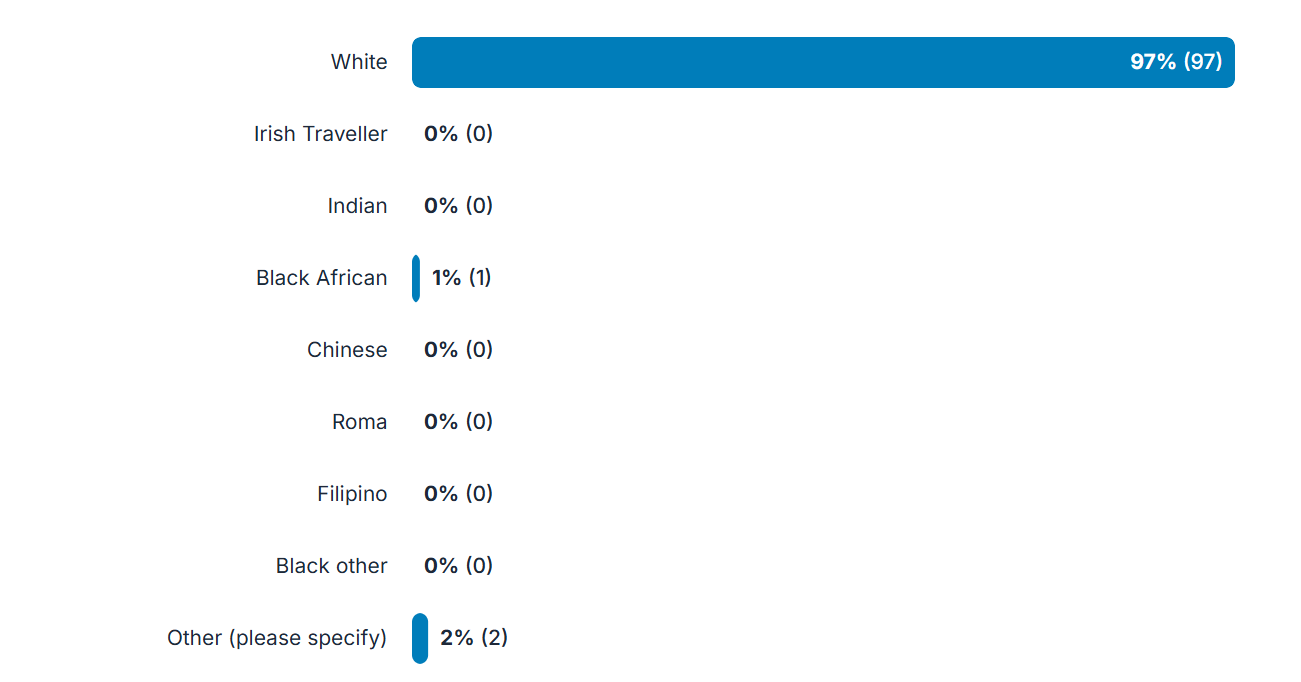 White 97% (97)
Irish Traveller 0% (0)
Indian 0% (0)
Black African 1% (1)
Chinese 0% (0)
Roma 0% (0)
Filipino 0% (0)
Black other 0% (0)
Other (please specify) 2% (2)